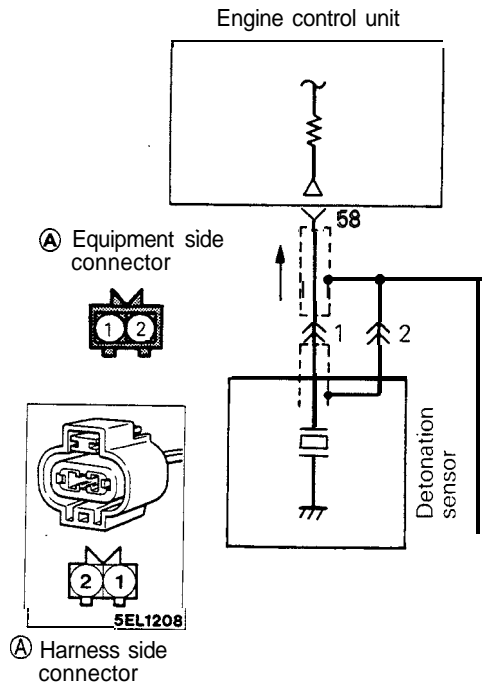 Engine control unit
58
Ⓐ Equipment side
connector
1 2
1
2
Detonation
sensor
2 1
5EL1208
Ⓐ Harness side
connector